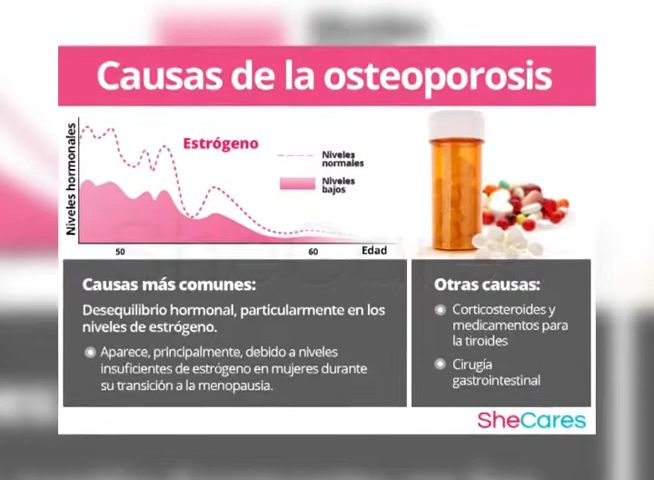 Causas de la osteoporosis
Niveles hormonales
Estrógeno
Niveles
normales
Niveles
bajos
50
60
Edad
Causas más comunes:
Desequilibrio hormonal, particularmente en los
niveles de estrógeno.
Aparece, principalmente, debido a niveles
insuficientes de estrógeno en mujeres durante
su transición a la menopausia.
Otras causas:
Corticosteroides y
medicamentos para
la tiroides
Cirugía
gastrointestinal
SheCares